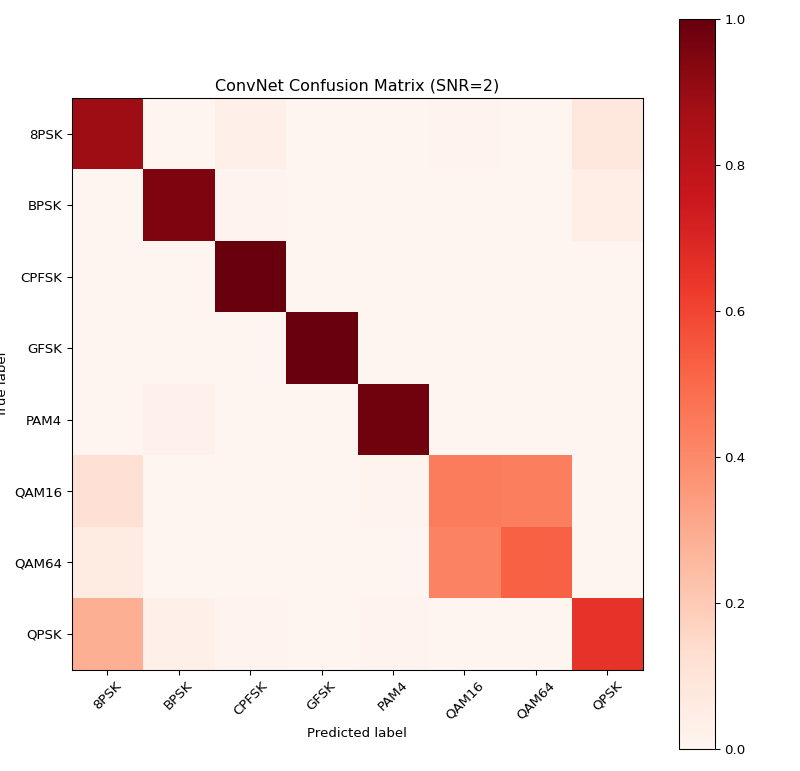 ConvNet Confusion Matrix (SNR=2)
8PSK
BPSK
CPFSK
GFSK
PAM4
QAM16
QAM64
QPSK
True label
8PSK
BPSK
CPFSK
GFSK
PAM4
QAM16
QAM64
QPSK
Predicted label
1.0
0.8
0.6
0.4
0.2
0.0